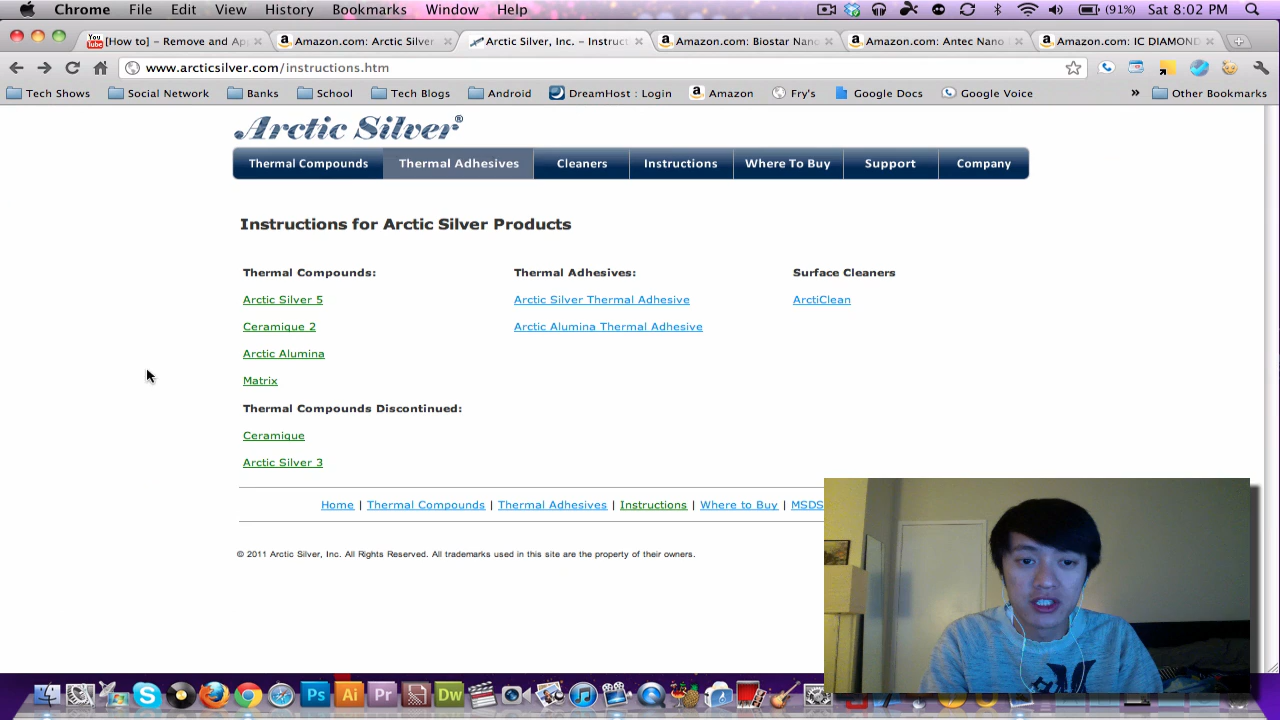 Chrome File Edit View History Bookmarks Window Help (91%) Sat 8:02 PM
You Tube [How to] – Remove and Ap Amazon.com: Arctic Silver Arctic Silver, Inc. – Instruct Amazon.com: Biostar Nan Amazon.com: Antec Nano Amazon.com: IC DIAMOND
www.arcticsilver.com/instructions.htm
Tech Shows Social Network Banks School Tech Blogs Android DreamHost : Login Amazon Fry's Google Docs Google Voice » Other Bookmarks
Arctic Silver®
Thermal Compounds Thermal Adhesives Cleaners Instructions Where To Buy Support Company
Instructions for Arctic Silver Products
Thermal Compounds: Thermal Adhesives: Surface Cleaners
Arctic Silver 5 Arctic Silver Thermal Adhesive ArctiClean
Ceramique 2 Arctic Alumina Thermal Adhesive
Arctic Alumina
Matrix
Thermal Compounds Discontinued:
Ceramique
Arctic Silver 3
Home | Thermal Compounds | Thermal Adhesives | Instructions | Where to Buy | MSDS
© 2011 Arctic Silver, Inc. All Rights Reserved. All trademarks used in this site are the property of their owners.
Ps Ai Pr Dw